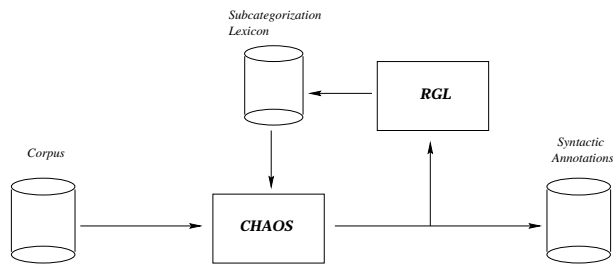 Subcategorization
Lexicon
RGL
Syntactic
Annotations
Corpus
CHAOS